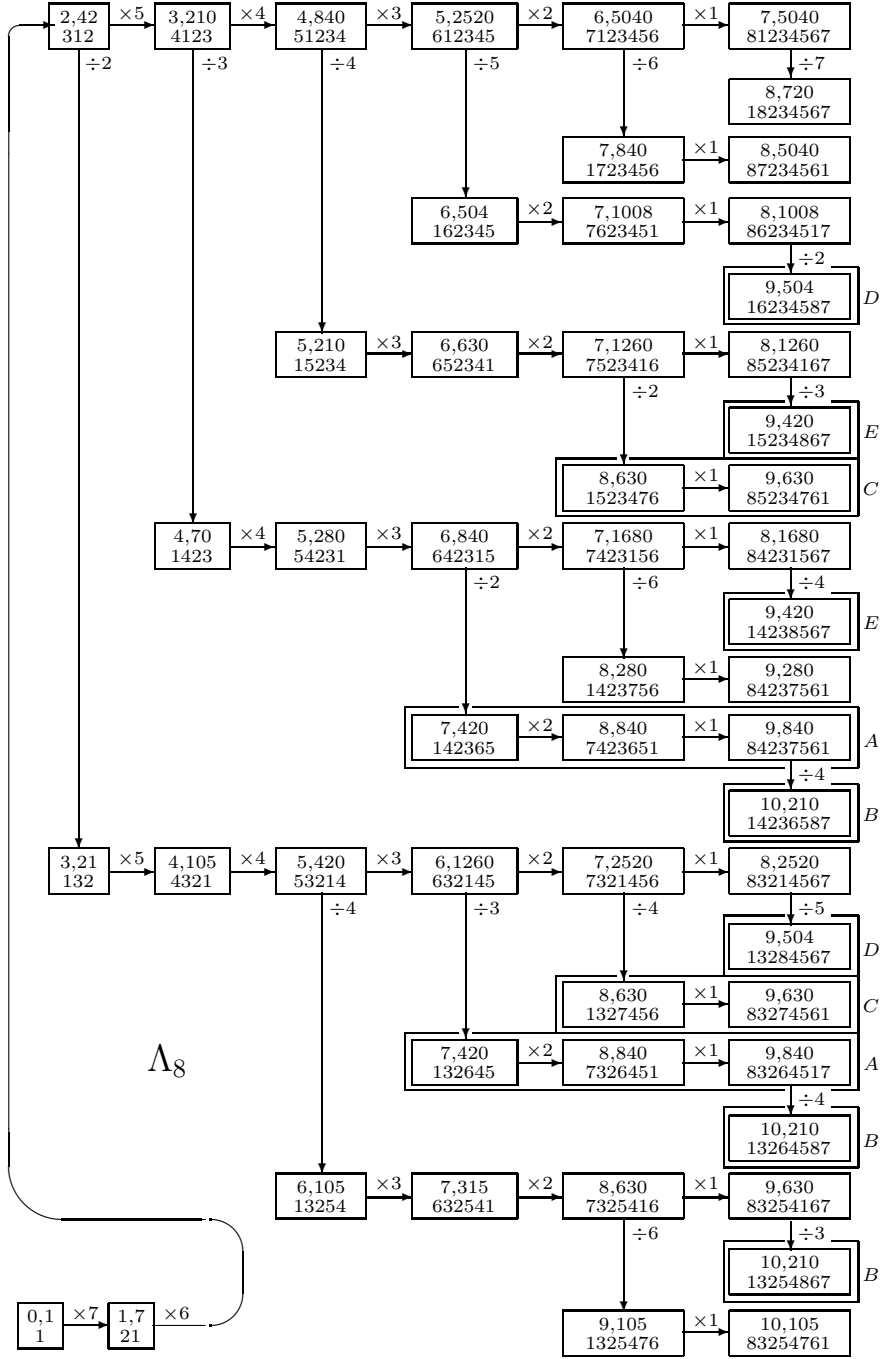 2,42 ×5 3,210 ×4 4,840 ×3 5,2520 ×2 6,5040 ×1 7,5040
312 4123 51234 612345 7123456 81234567
÷2 ÷3 ÷4 ÷5 ÷6 ÷7
8,720
18234567
7,840 ×1 8,5040
1723456 87234561
6,504 ×2 7,1008 ×1 8,1008
162345 7623451 86234517
÷2
9,504
16234587 D
5,210 ×3 6,630 ×2 7,1260 ×1 8,1260
15234 652341 7523416 85234167
÷2 ÷3
9,420
15234867 E
8,630 ×1 9,630
1523476 85234761 C
4,70 ×4 5,280 ×3 6,840 ×2 7,1680 ×1 8,1680
1423 54231 642315 7423156 84231567
÷2 ÷6 ÷4
9,420
14238567 E
8,280 ×1 9,280
1423756 84237561
7,420 ×2 8,840 ×1 9,840
142365 7423651 84237561 A
÷4
10,210
14236587 B
3,21 ×5 4,105 ×4 5,420 ×3 6,1260 ×2 7,2520 ×1 8,2520
132 4321 53214 632145 7321456 83214567
÷4 ÷3 ÷4 ÷5
9,504
13284567 D
8,630 ×1 9,630
1327456 83274561 C
7,420 ×2 8,840 ×1 9,840
132645 7326451 83264517 A
Λ8
÷4
10,210
13264587 B
6,105 ×3 7,315 ×2 8,630 ×1 9,630
13254 632541 7325416 83254167
÷6 ÷3
10,210
13254867 B
0,1 ×7 1,7 ×6
1 21
9,105 ×1 10,105
1325476 83254761